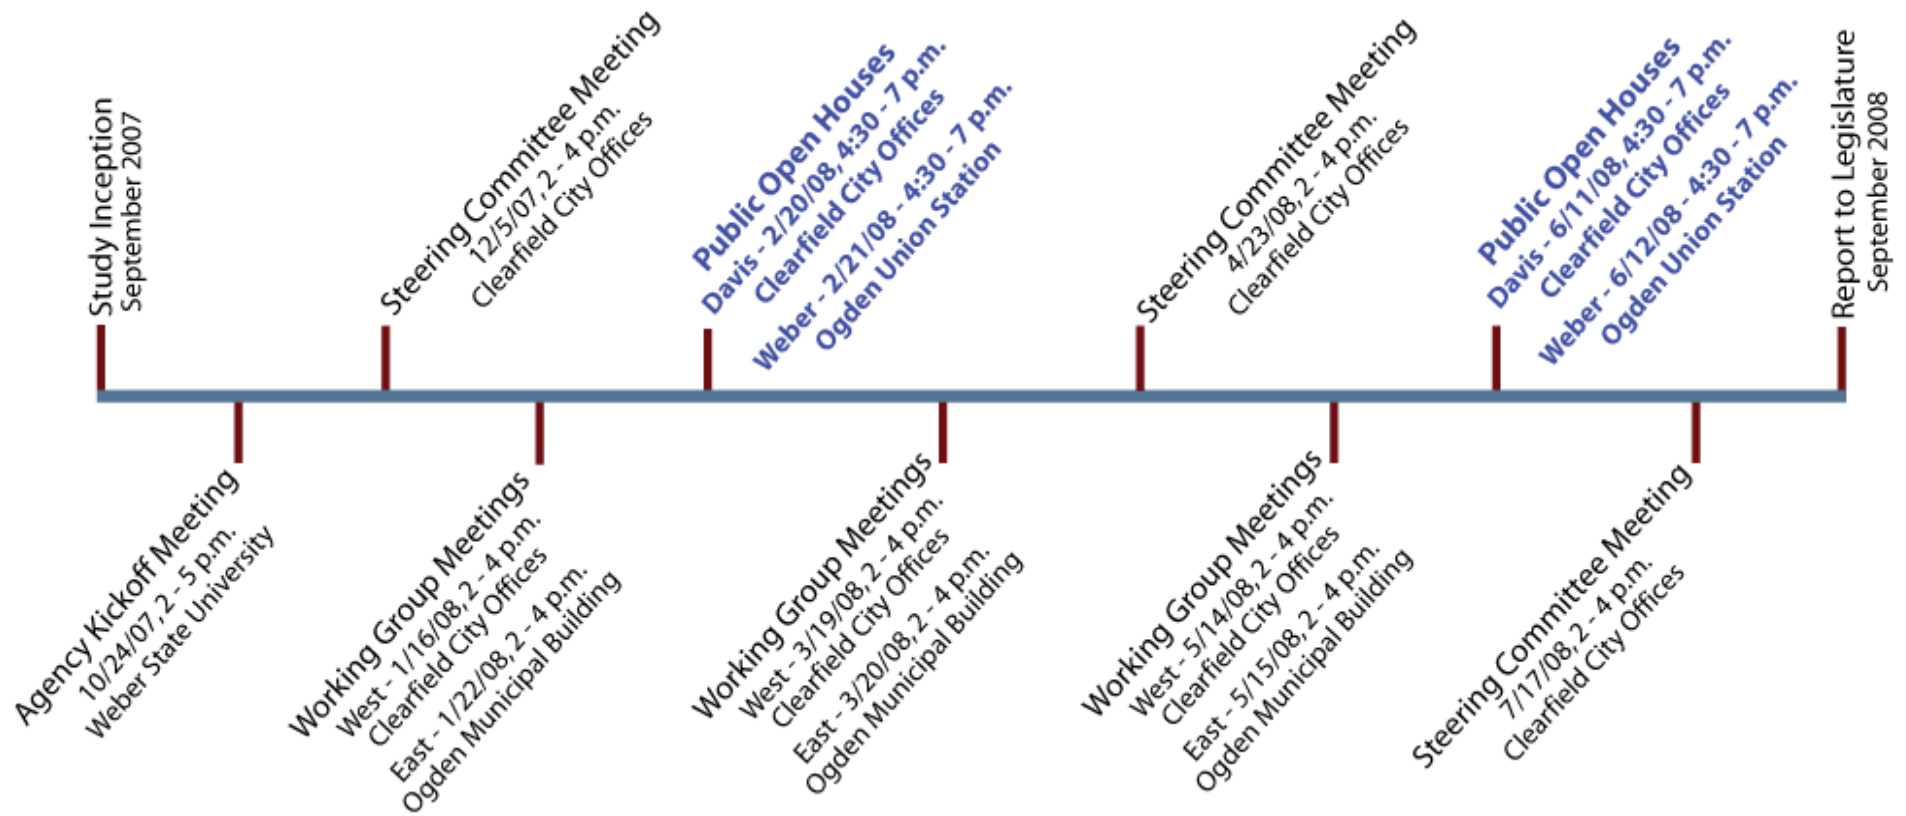 Study Inception
September 2007
Agency Kickoff Meeting
10/24/07, 2 - 5 p.m.
Weber State University
Steering Committee Meeting
12/5/07, 2 - 4 p.m.
Clearfield City Offices
Working Group Meetings
West - 1/16/08, 2 - 4 p.m.
Clearfield City Offices
East - 1/22/08, 2 - 4 p.m.
Ogden Municipal Building
Public Open Houses
Davis - 2/20/08, 4:30 - 7 p.m.
Clearfield City Offices
Weber - 2/21/08 - 4:30 - 7 p.m.
Ogden Union Station
Working Group Meetings
West - 3/19/08, 2 - 4 p.m.
Clearfield City Offices
East - 3/20/08, 2 - 4 p.m.
Ogden Municipal Building
Steering Committee Meeting
4/23/08, 2 - 4 p.m.
Clearfield City Offices
Working Group Meetings
West - 5/14/08, 2 - 4 p.m.
Clearfield City Offices
East - 5/15/08, 2 - 4 p.m.
Ogden Municipal Building
Public Open Houses
Davis - 6/11/08, 4:30 - 7 p.m.
Clearfield City Offices
Weber - 6/12/08 - 4:30 - 7 p.m.
Ogden Union Station
Steering Committee Meeting
7/17/08, 2 - 4 p.m.
Clearfield City Offices
Report to Legislature
September 2008